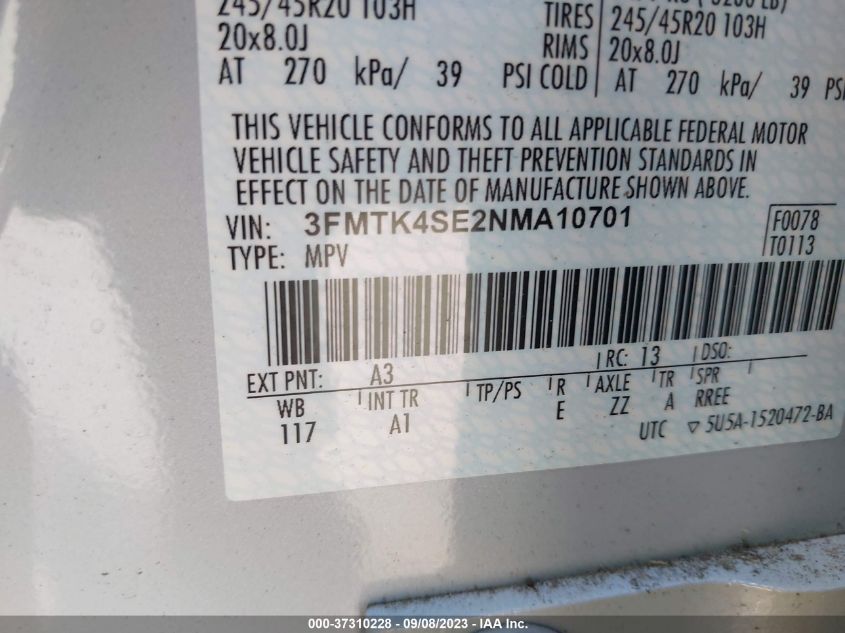 245/45R20 103H
20x8.0J
AT 270 kPa/ 39 PSI COLD
TIRES 245/45R20 103H
RIMS 20x8.0J
AT 270 kPa/ 39 PSI
THIS VEHICLE CONFORMS TO ALL APPLICABLE FEDERAL MOTOR
VEHICLE SAFETY AND THEFT PREVENTION STANDARDS IN
EFFECT ON THE DATE OF MANUFACTURE SHOWN ABOVE.
VIN: 3FMTK4SE2NMA10701
TYPE: MPV
F0078
T0113
EXT PNT: A3 RC: 13 DSO:
WB INT TR TP/PS R AXLE TR SPR
117 A1 E ZZ A RREE
UTC ▽ 5U5A-1520472-BA
000-37310228 - 09/08/2023 - IAA Inc.